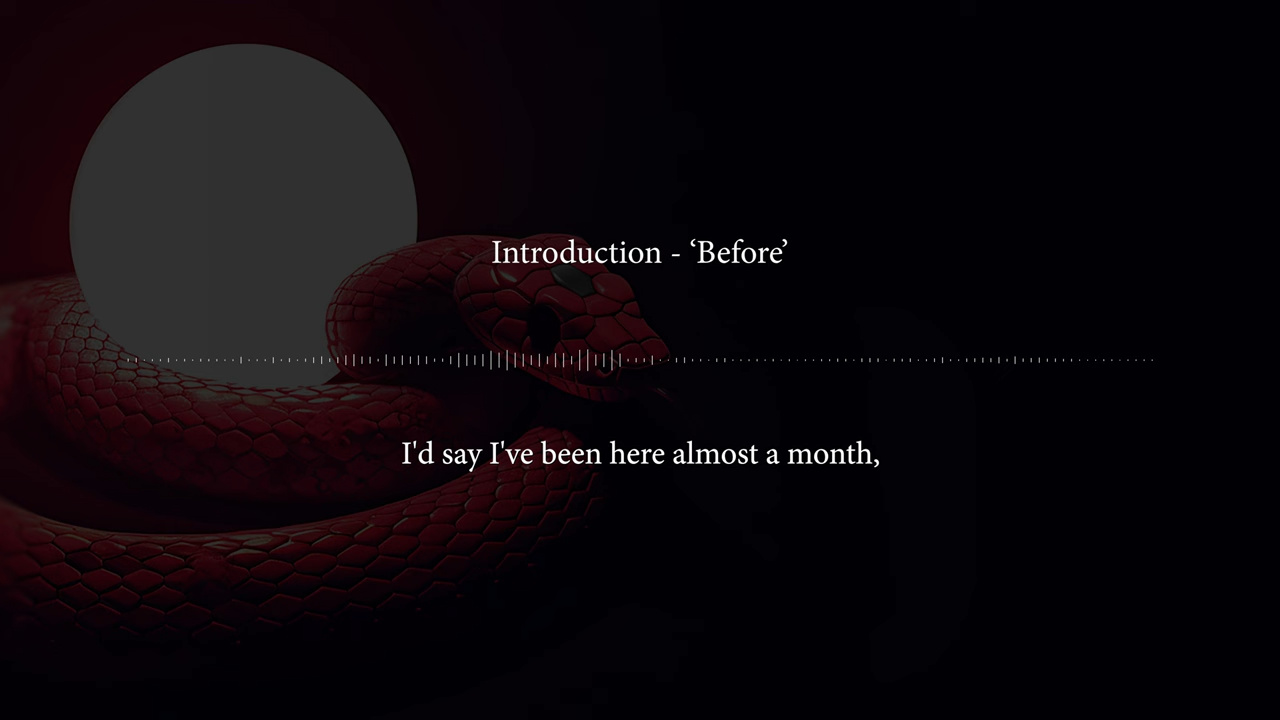 Introduction - ‘Before’
I'd say I've been here almost a month,